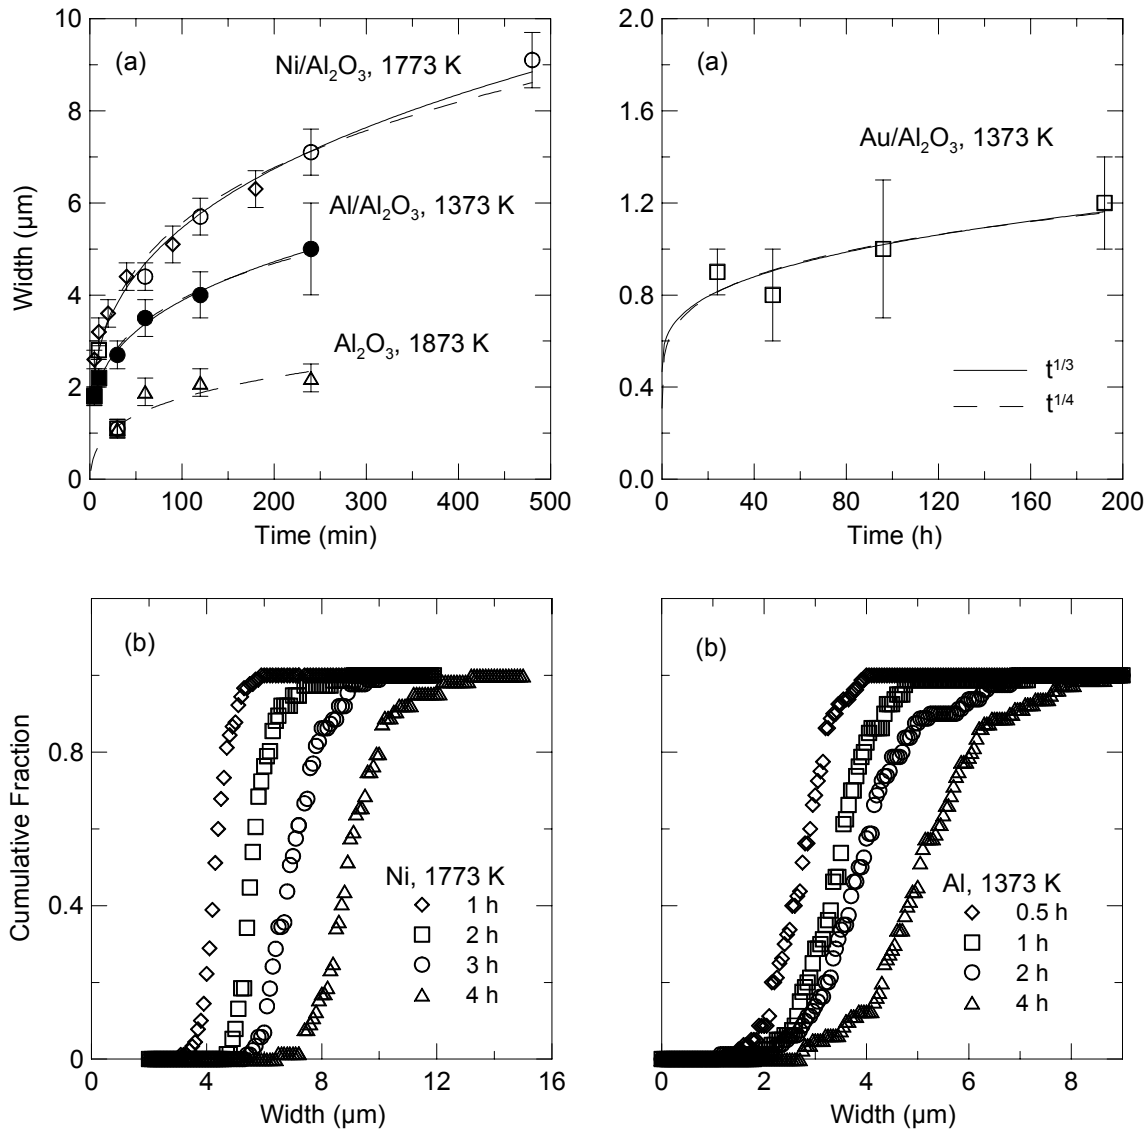 10
8
6
4
2
0
Width (µm)
(a)
Ni/Al₂O₃, 1773 K
Al/Al₂O₃, 1373 K
Al₂O₃, 1873 K
0 100 200 300 400 500
Time (min)
2.0
1.6
1.2
0.8
0.4
0.0
(a)
Au/Al₂O₃, 1373 K
t¹/³
t¹/⁴
0 40 80 120 160 200
Time (h)
0.8
0.4
0
Cumulative Fraction
(b)
Ni, 1773 K
1 h
2 h
3 h
4 h
0 4 8 12 16
Width (µm)
(b)
Al, 1373 K
0.5 h
1 h
2 h
4 h
0 2 4 6 8
Width (µm)